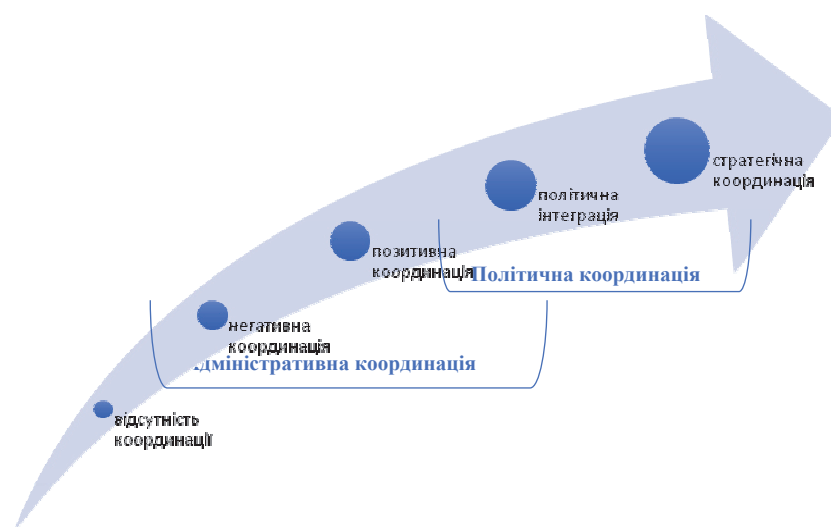 стратегічна
координація
політична
інтеграція
позитивна
координація
Політична координація
негативна
координація
дміністративна координація
відсутність
координації